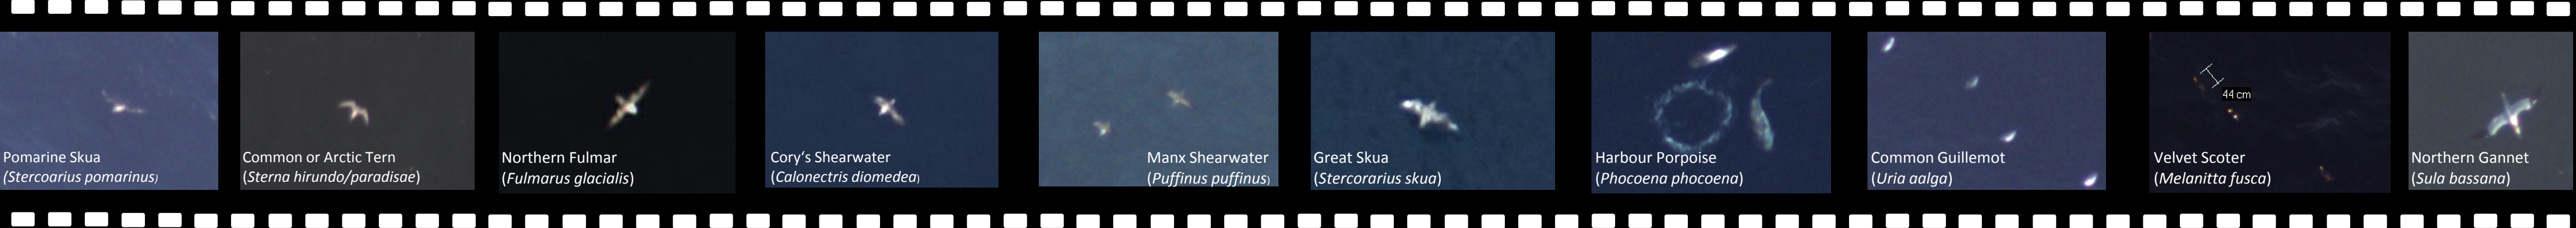 Pomarine Skua
(Stercoarius pomarinus)
Common or Arctic Tern
(Sterna hirundo/paradisae)
Northern Fulmar
(Fulmarus glacialis)
Cory‘s Shearwater
(Calonectris diomedea)
Manx Shearwater
(Puffinus puffinus)
Great Skua
(Stercorarius skua)
Harbour Porpoise
(Phocoena phocoena)
Common Guillemot
(Uria aalga)
44 cm
Velvet Scoter
(Melanitta fusca)
Northern Gannet
(Sula bassana)